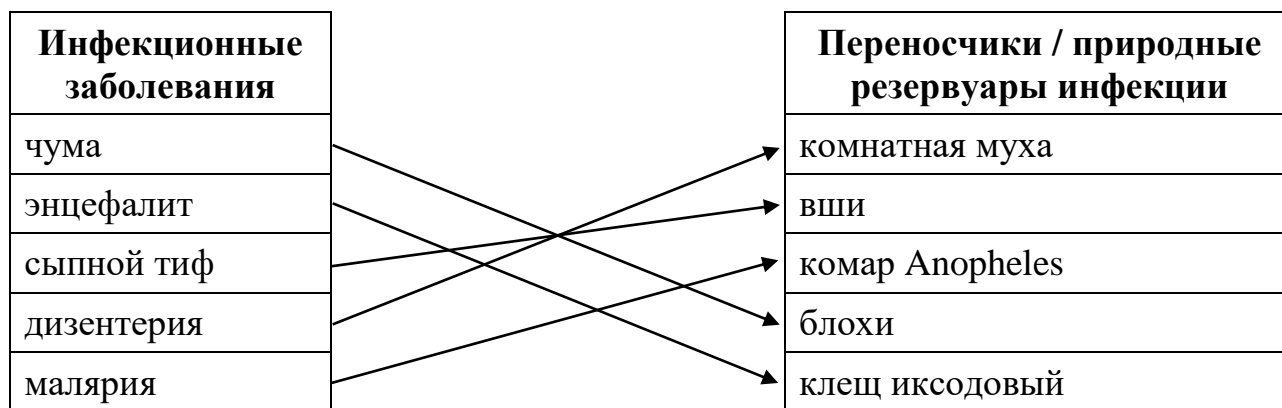 Инфекционные
заболевания
чума
энцефалит
сыпной тиф
дизентерия
малярия
Переносчики / природные
резервуары инфекции
комнатная муха
вши
комар Anopheles
блохи
клещ иксодовый